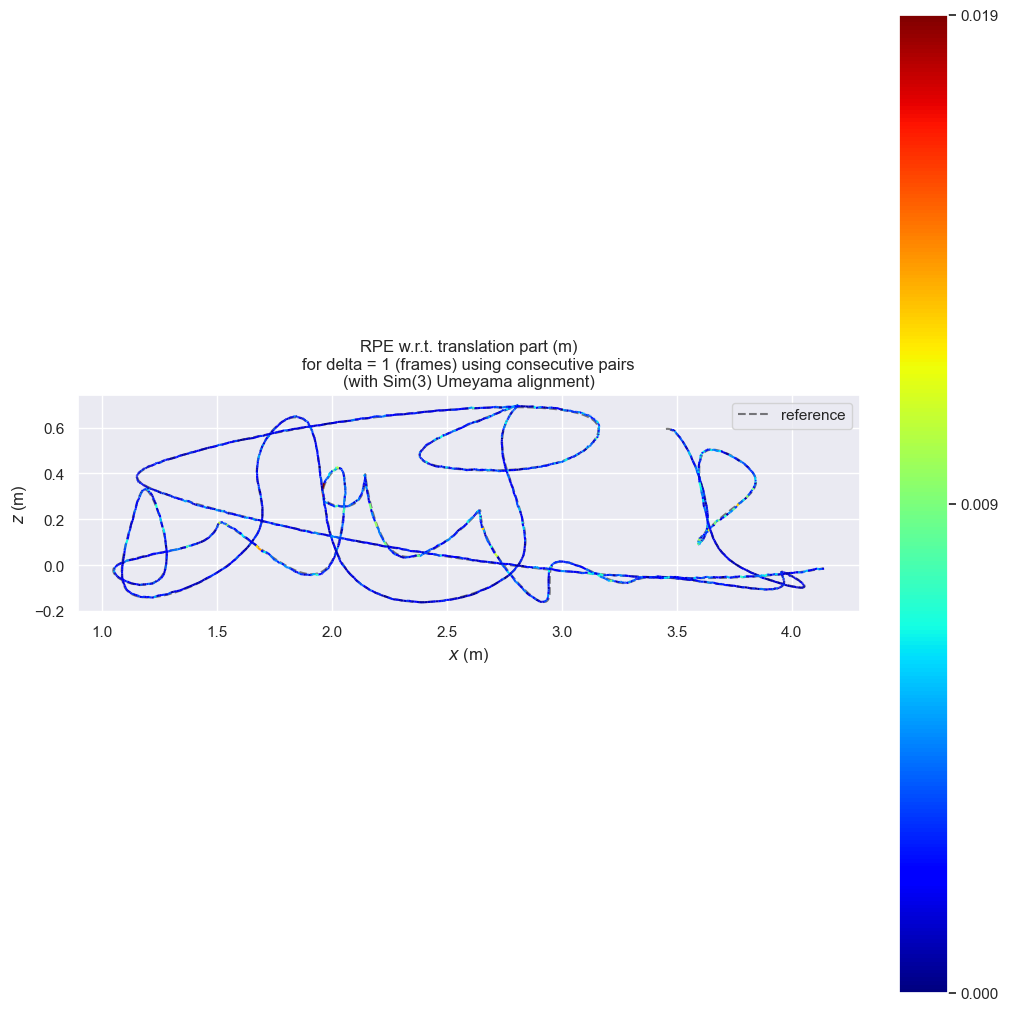 0.019
RPE w.r.t. translation part (m)
for delta = 1 (frames) using consecutive pairs
(with Sim(3) Umeyama alignment)
reference
0.6
0.4
0.2
0.0
−0.2
z (m)
1.0 1.5 2.0 2.5 3.0 3.5 4.0
x (m)
0.009
0.000